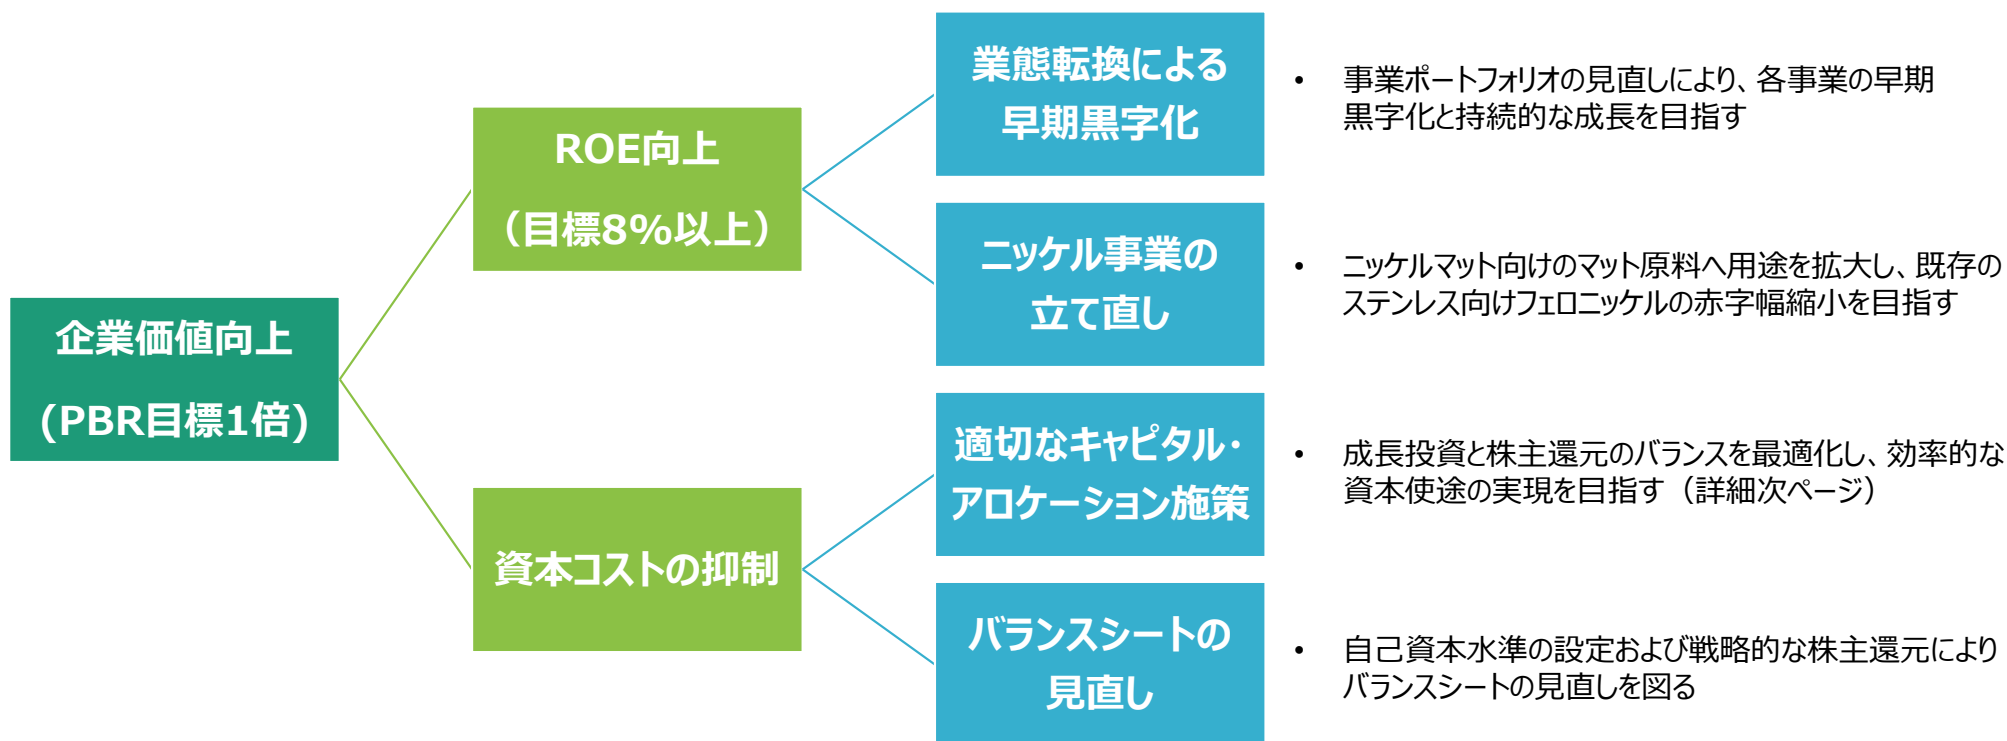 企業価値向上
(PBR目標1倍)
ROE向上
（目標8%以上）
資本コストの抑制
業態転換による
早期黒字化
• 事業ポートフォリオの見直しにより、各事業の早期
黒字化と持続的な成長を目指す
ニッケル事業の
立て直し
• ニッケルマット向けのマット原料へ用途を拡大し、既存の
ステンレス向けフェロニッケルの赤字幅縮小を目指す
適切なキャピタル・
アロケーション施策
• 成長投資と株主還元のバランスを最適化し、効率的な
資本使途の実現を目指す（詳細次ページ）
バランスシートの
見直し
• 自己資本水準の設定および戦略的な株主還元により
バランスシートの見直しを図る